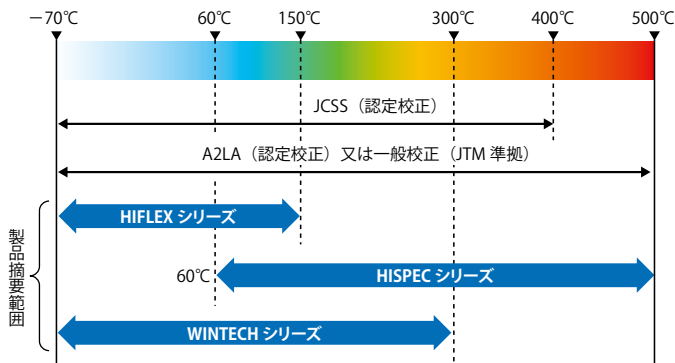 －70℃ 60℃ 150℃ 300℃ 400℃ 500℃
JCSS（認定校正）
A2LA（認定校正）又は一般校正（JTM 準拠）
HIFLEX シリーズ
60℃
HISPEC シリーズ
WINTECH シリーズ
製品摘要範囲